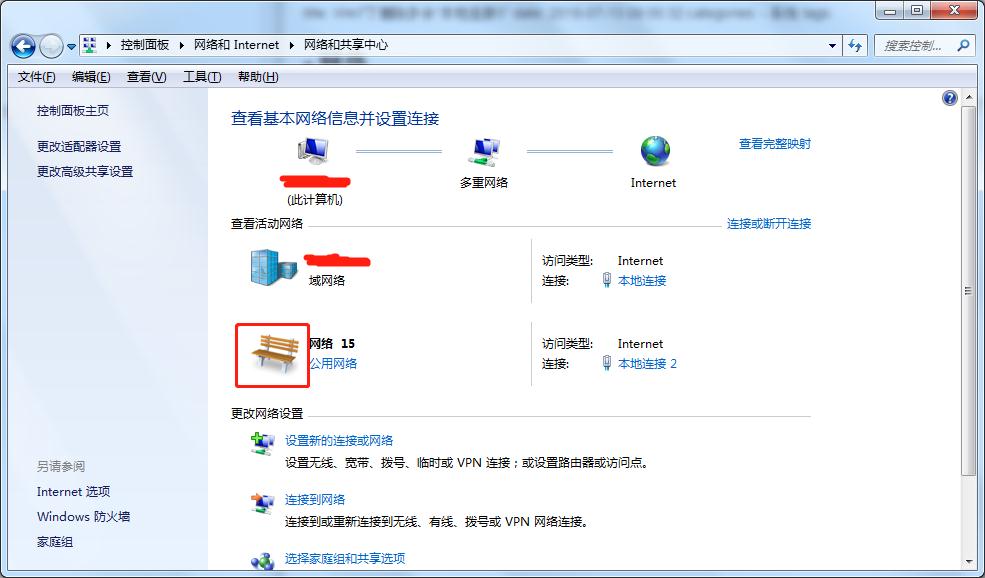 控制面板 ▸ 网络和 Internet ▸ 网络和共享中心
搜索控制...
文件(F) 编辑(E) 查看(V) 工具(T) 帮助(H)
控制面板主页
更改适配器设置
更改高级共享设置
查看基本网络信息并设置连接
查看完整映射
多重网络
Internet
(此计算机)
查看活动网络
连接或断开连接
域网络
访问类型: Internet
连接: 本地连接
网络 15
公用网络
访问类型: Internet
连接: 本地连接 2
更改网络设置
设置新的连接或网络
设置无线、宽带、拨号、临时或 VPN 连接；或设置路由器或访问点。
连接到网络
连接到或重新连接到无线、有线、拨号或 VPN 网络连接。
选择家庭组和共享选项
另请参阅
Internet 选项
Windows 防火墙
家庭组